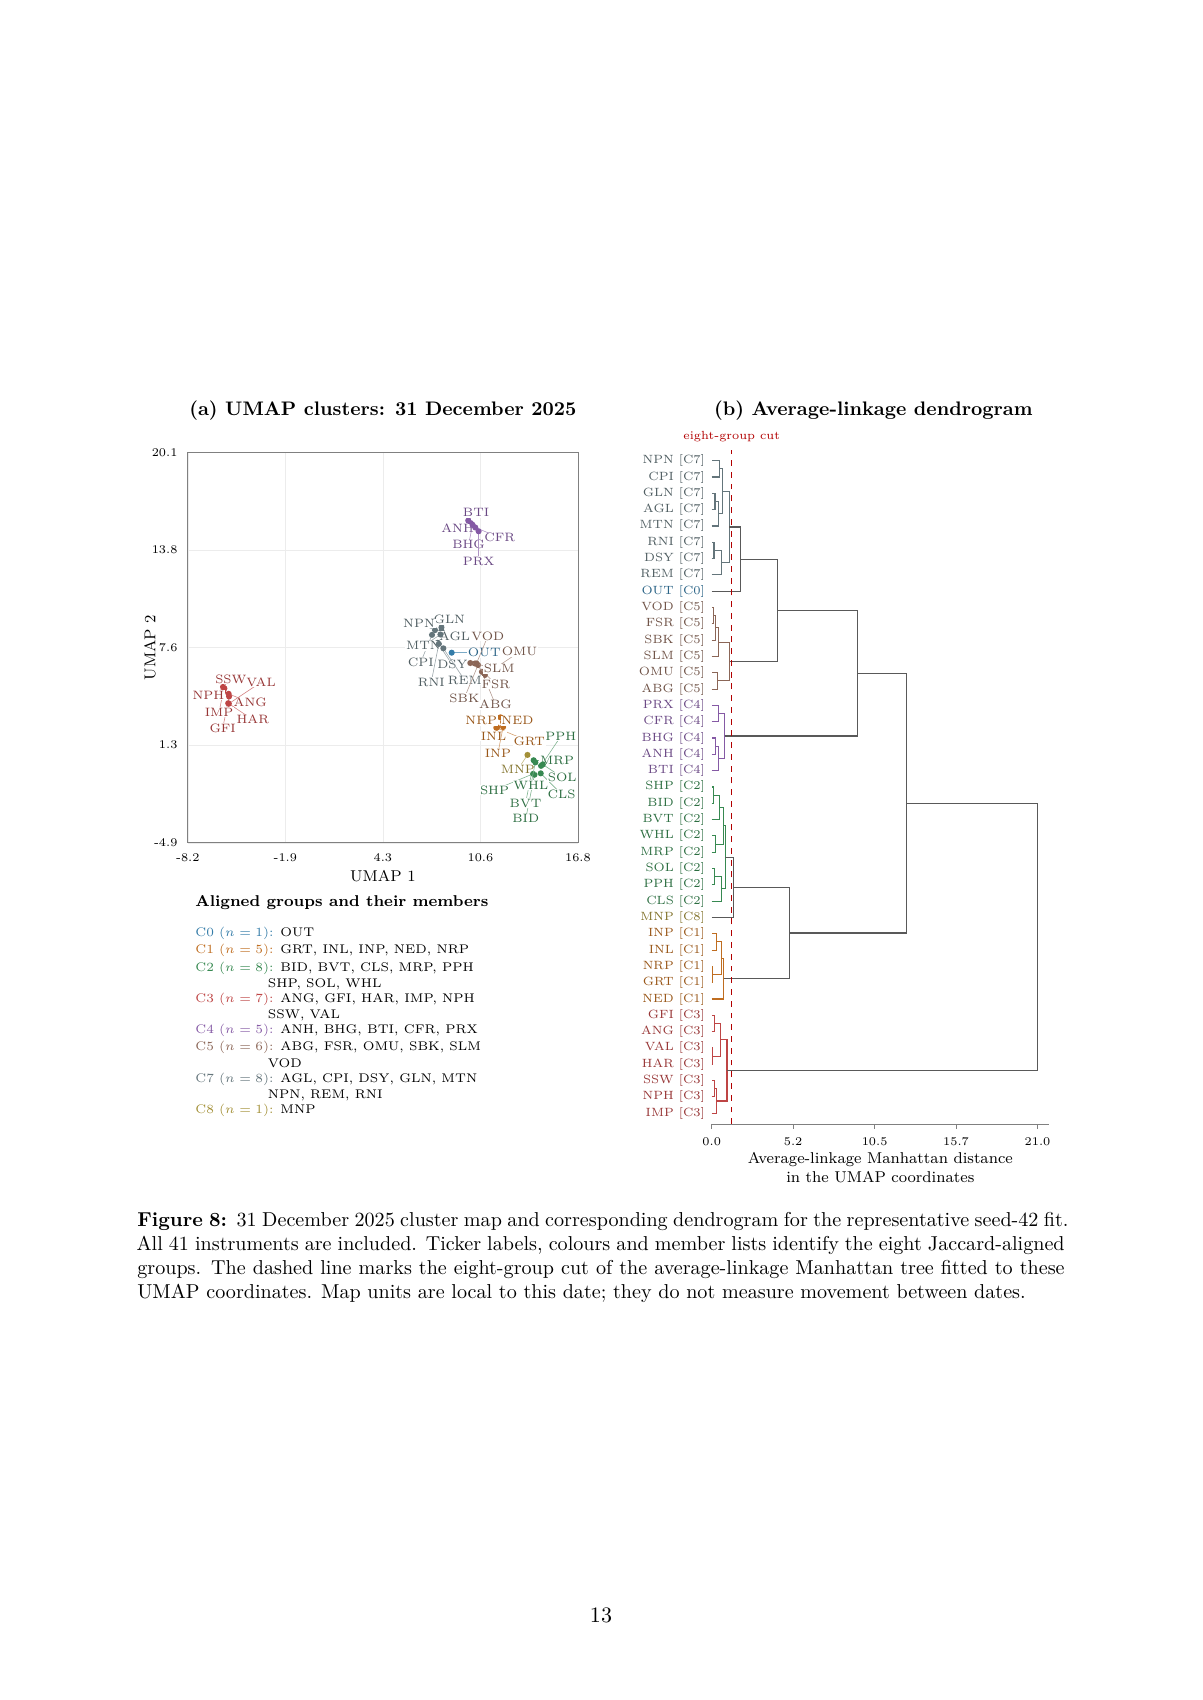 (a) UMAP clusters: 31 December 2025
20.1
13.8
7.6
1.3
-4.9
-8.2
-1.9
4.3
10.6
16.8
UMAP 2
UMAP 1
BTI
ANH
CFR
BHG
PRX
NPN
GLN
AGL
VOD
MTN
OUT
OMU
CPI
DSY
SLM
RNI
REM
FSR
SBK
ABG
SSW
VAL
NPH
ANG
IMP
HAR
GFI
NRP
NED
INL
GRT
PPH
INP
MRP
MNP
SOL
SHP
WHL
CLS
BVT
BID
Aligned groups and their members
C0 (n = 1): OUT
C1 (n = 5): GRT, INL, INP, NED, NRP
C2 (n = 8): BID, BVT, CLS, MRP, PPH
SHP, SOL, WHL
C3 (n = 7): ANG, GFI, HAR, IMP, NPH
SSW, VAL
C4 (n = 5): ANH, BHG, BTI, CFR, PRX
C5 (n = 6): ABG, FSR, OMU, SBK, SLM
VOD
C7 (n = 8): AGL, CPI, DSY, GLN, MTN
NPN, REM, RNI
C8 (n = 1): MNP
(b) Average-linkage dendrogram
eight-group cut
NPN [C7]
CPI [C7]
GLN [C7]
AGL [C7]
MTN [C7]
RNI [C7]
DSY [C7]
REM [C7]
OUT [C0]
VOD [C5]
FSR [C5]
SBK [C5]
SLM [C5]
OMU [C5]
ABG [C5]
PRX [C4]
CFR [C4]
BHG [C4]
ANH [C4]
BTI [C4]
SHP [C2]
BID [C2]
BVT [C2]
WHL [C2]
MRP [C2]
SOL [C2]
PPH [C2]
CLS [C2]
MNP [C8]
INP [C1]
INL [C1]
NRP [C1]
GRT [C1]
NED [C1]
GFI [C3]
ANG [C3]
VAL [C3]
HAR [C3]
SSW [C3]
NPH [C3]
IMP [C3]
0.0
5.2
10.5
15.7
21.0
Average-linkage Manhattan distance
in the UMAP coordinates
Figure 8: 31 December 2025 cluster map and corresponding dendrogram for the representative seed-42 fit.
All 41 instruments are included. Ticker labels, colours and member lists identify the eight Jaccard-aligned
groups. The dashed line marks the eight-group cut of the average-linkage Manhattan tree fitted to these
UMAP coordinates. Map units are local to this date; they do not measure movement between dates.
13